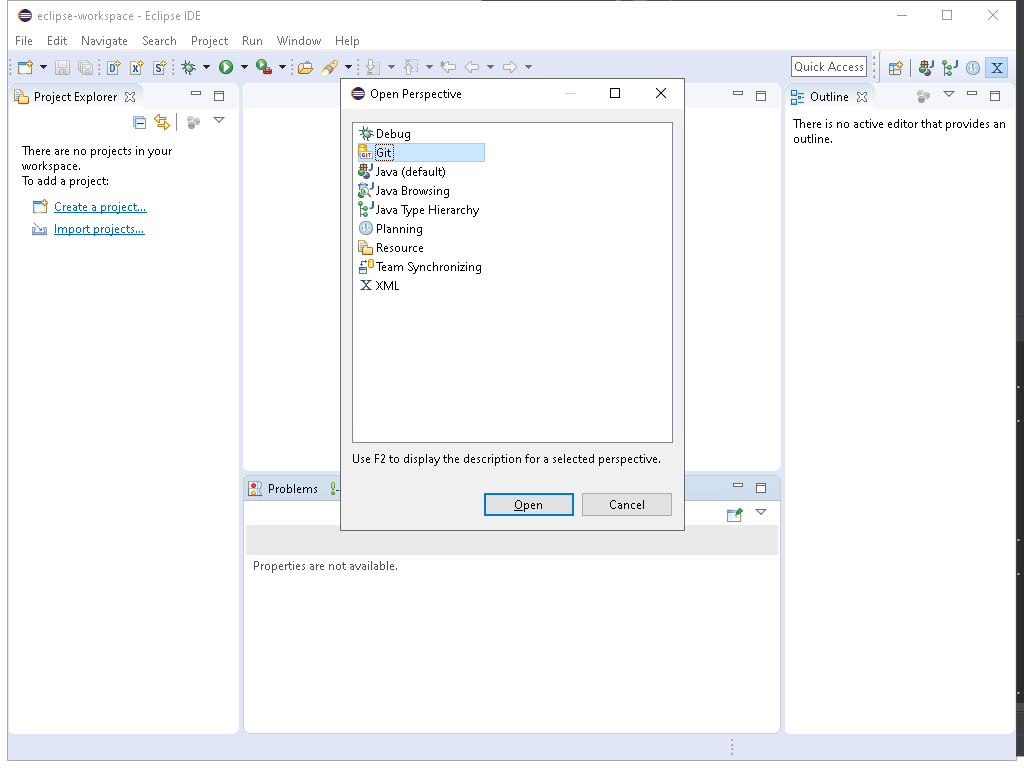 eclipse-workspace - Eclipse IDE
File Edit Navigate Search Project Run Window Help
Quick Access
Project Explorer
There are no projects in your
workspace.
To add a project:
Create a project...
Import projects...
Open Perspective
Debug
Git
Java (default)
Java Browsing
Java Type Hierarchy
Planning
Resource
Team Synchronizing
XML
Use F2 to display the description for a selected perspective.
Open Cancel
Problems
Properties are not available.
Outline
There is no active editor that provides an
outline.